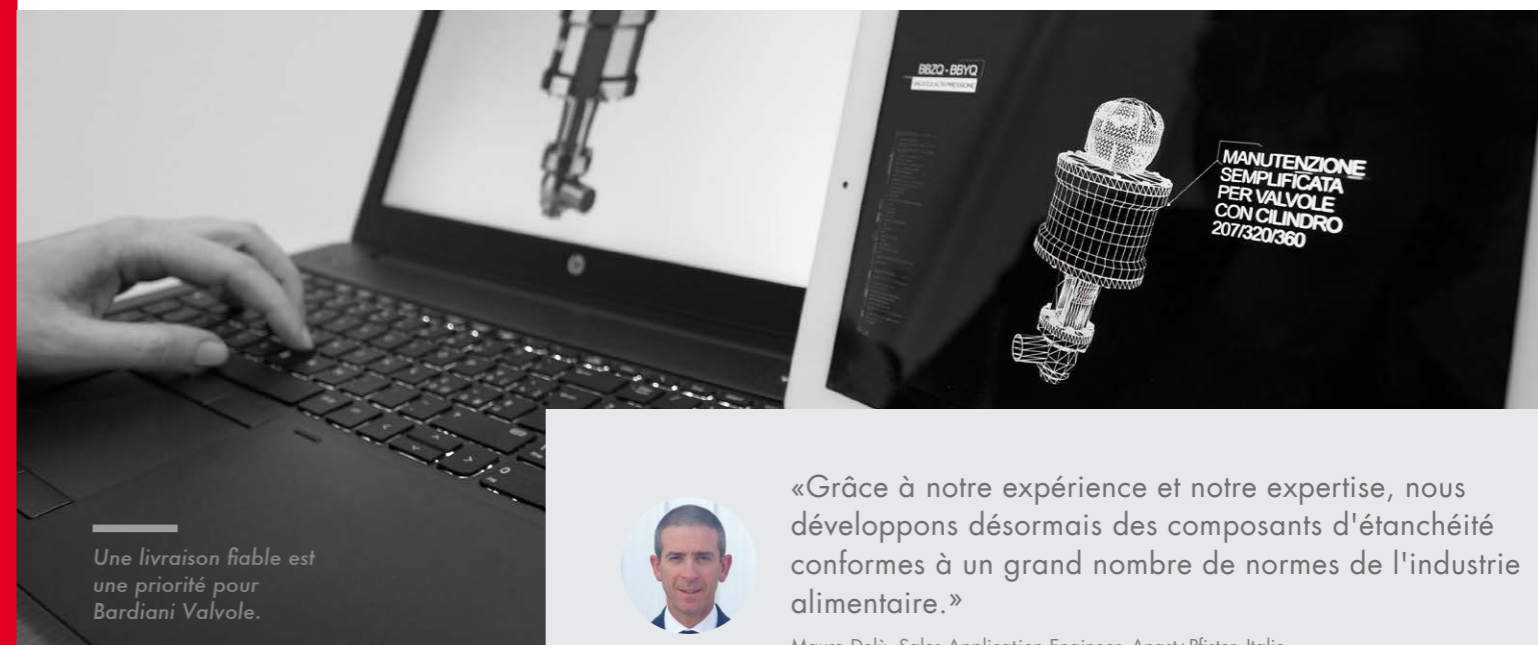 BBZQ - BBYQ
MANUTENZIONE
SEMPLIFICATA
PER VALVOLE
CON CILINDRO
207/320/360
Une livraison fiable est
une priorité pour
Bardiani Valvole.
«Grâce à notre expérience et notre expertise, nous
développons désormais des composants d'étanchéité
conformes à un grand nombre de normes de l'industrie
alimentaire.»